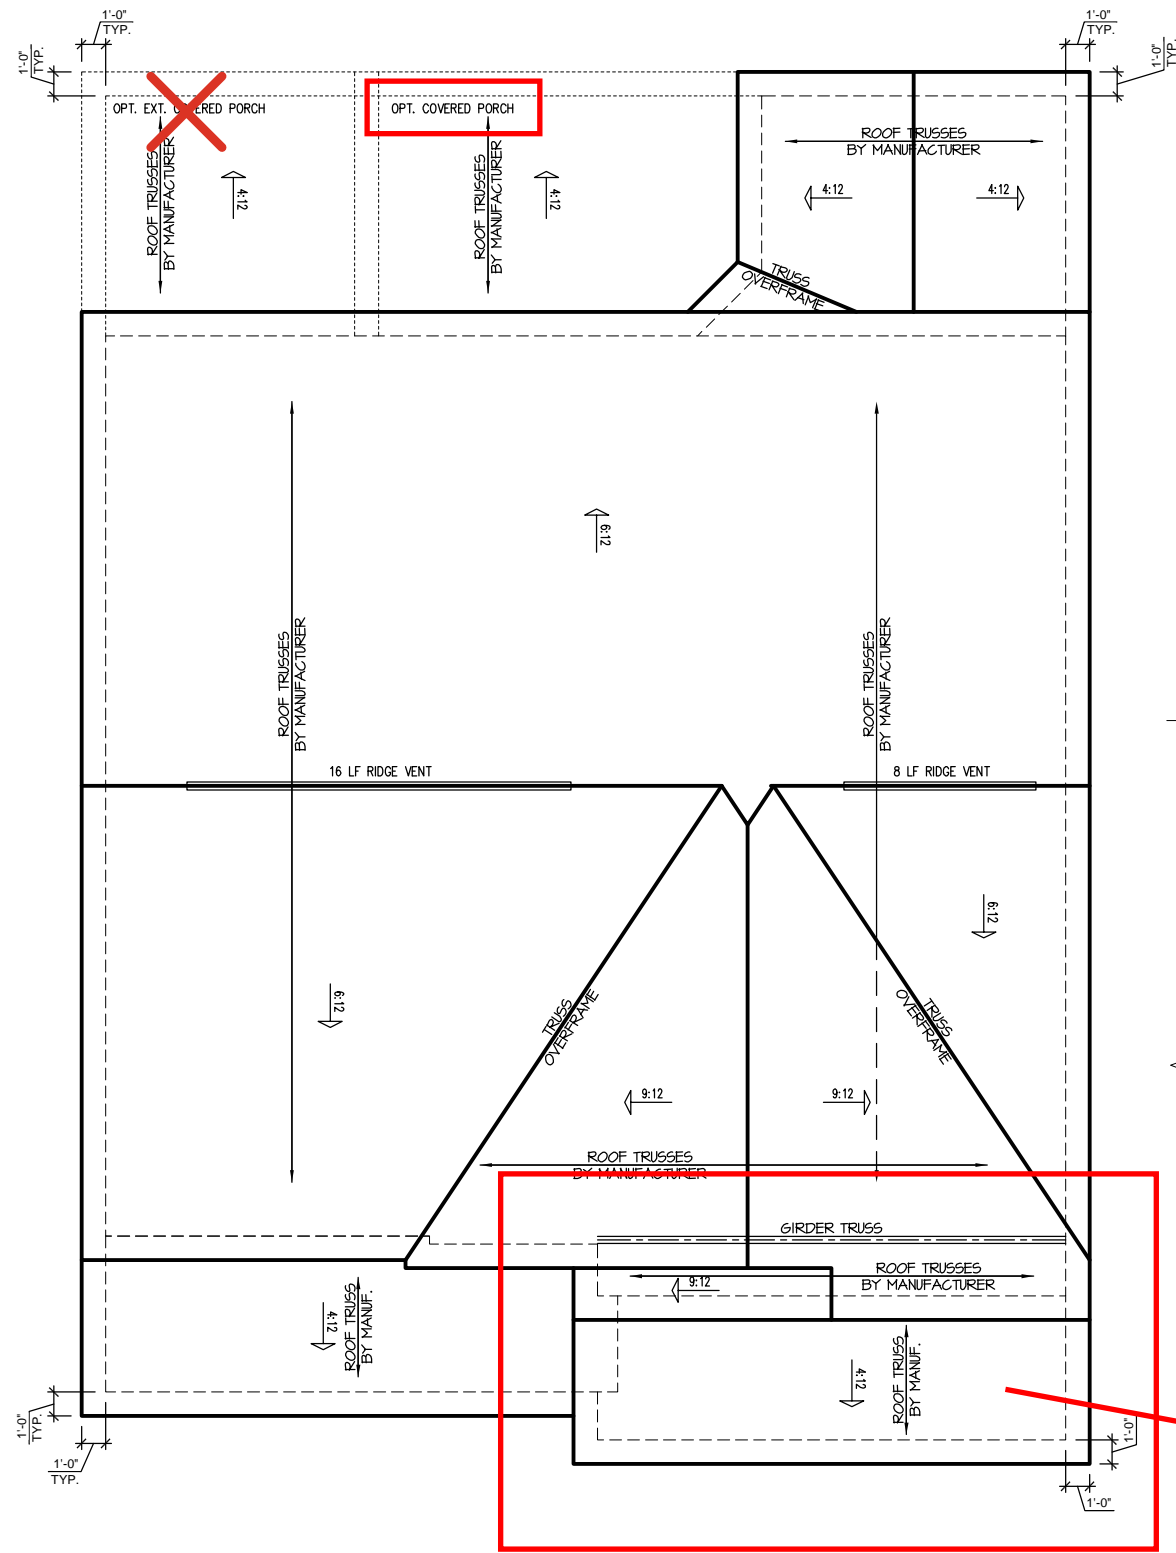 1'-0"
TYP.
1'-0"
TYP.
1'-0"
TYP.
1'-0"
TYP.
OPT. EXT. COVERED PORCH
OPT. COVERED PORCH
ROOF TRUSSES
BY MANUFACTURER
4:12
ROOF TRUSSES
BY MANUFACTURER
4:12
ROOF TRUSSES
BY MANUFACTURER
4:12
4:12
TRUSS
OVERFRAME
6:12
ROOF TRUSSES
BY MANUFACTURER
ROOF TRUSSES
BY MANUFACTURER
16 LF RIDGE VENT
8 LF RIDGE VENT
6:12
6:12
TRUSS
OVERFRAME
TRUSS
OVERFRAME
9:12
9:12
ROOF TRUSSES
BY MANUFACTURER
GIRDER TRUSS
ROOF TRUSSES
BY MANUFACTURER
9:12
4:12
ROOF TRUSS
BY MANUF.
4:12
ROOF TRUSS
BY MANUF.
1'-0"
TYP.
1'-0"
TYP.
1'-0"
1'-0"